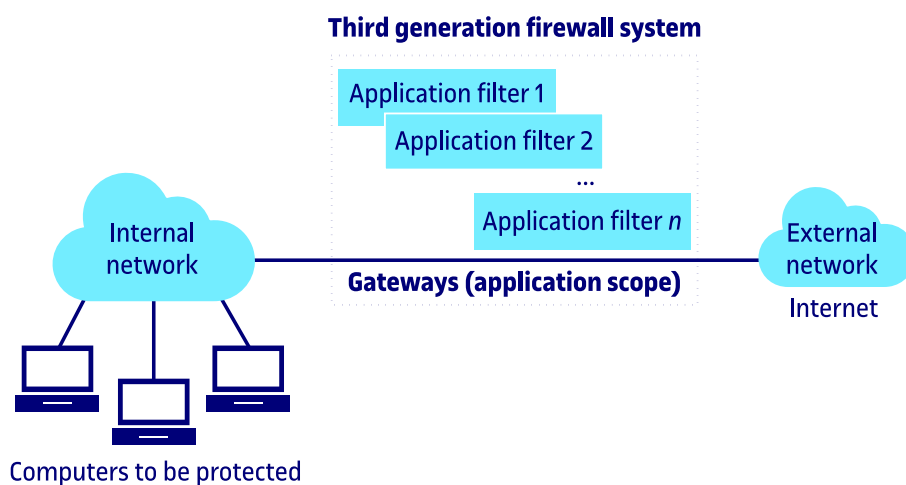 Third generation firewall system
Application filter 1
Application filter 2
...
Application filter n
Internal
network
External
network
Gateways (application scope)
Internet
Computers to be protected